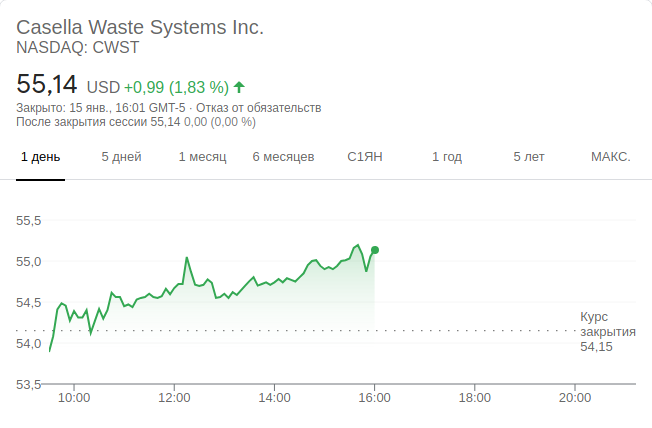 Casella Waste Systems Inc.
NASDAQ: CWST
55,14 USD +0,99 (1,83 %)
Закрыто: 15 янв., 16:01 GMT-5 · Отказ от обязательств
После закрытия сессии 55,14 0,00 (0,00 %)
1 день 5 дней 1 месяц 6 месяцев С1ЯН 1 год 5 лет МАКС.
55,5
55,0
54,5
Курс
закрытия
54,15
54,0
53,5
10:00 12:00 14:00 16:00 18:00 20:00